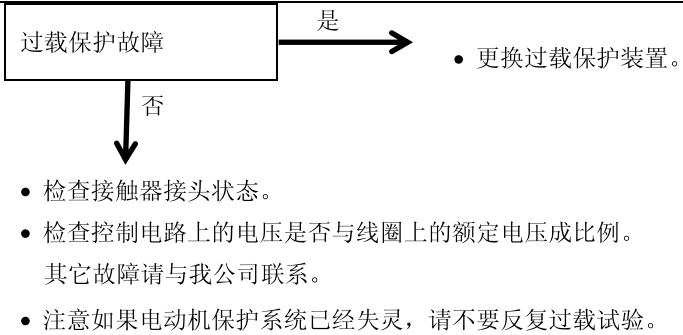 过载保护故障
是
• 更换过载保护装置。
否
• 检查接触器接头状态。
• 检查控制电路上的电压是否与线圈上的额定电压成比例。
其它故障请与我公司联系。
• 注意如果电动机保护系统已经失灵，请不要反复过载试验。